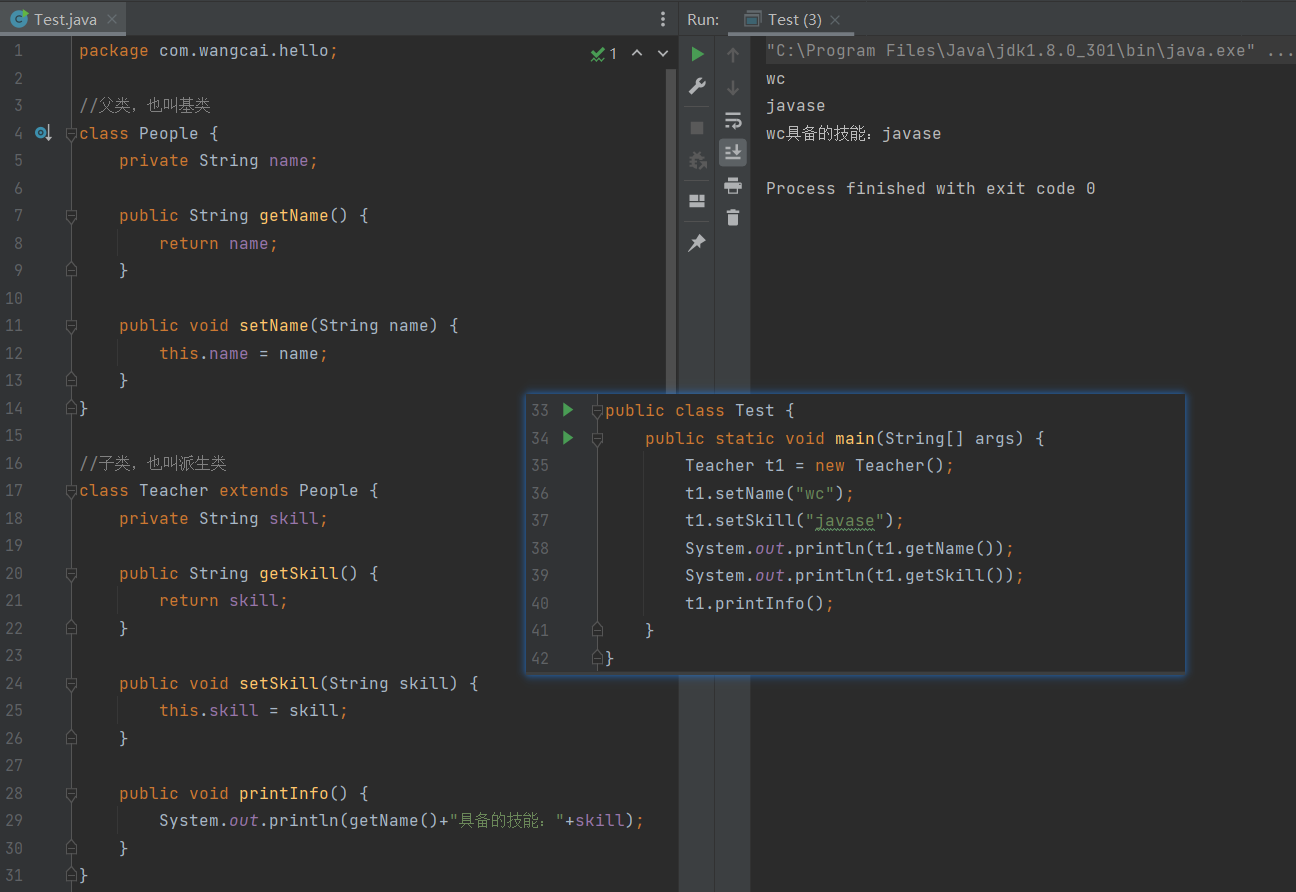 Test.java
1 package com.wangcai.hello;
1
2
3 //父类，也叫基类
4 class People {
5 private String name;
6
7 public String getName() {
8 return name;
9 }
10
11 public void setName(String name) {
12 this.name = name;
13 }
14 }
15
16 //子类，也叫派生类
17 class Teacher extends People {
18 private String skill;
19
20 public String getSkill() {
21 return skill;
22 }
23
24 public void setSkill(String skill) {
25 this.skill = skill;
26 }
27
28 public void printInfo() {
29 System.out.println(getName()+"具备的技能："+skill);
30 }
31 }
33 public class Test {
34 public static void main(String[] args) {
35 Teacher t1 = new Teacher();
36 t1.setName("wc");
37 t1.setSkill("javase");
38 System.out.println(t1.getName());
39 System.out.println(t1.getSkill());
40 t1.printInfo();
41 }
42 }
Run: Test (3)
"C:\Program Files\Java\jdk1.8.0_301\bin\java.exe" ...
wc
javase
wc具备的技能：javase
Process finished with exit code 0